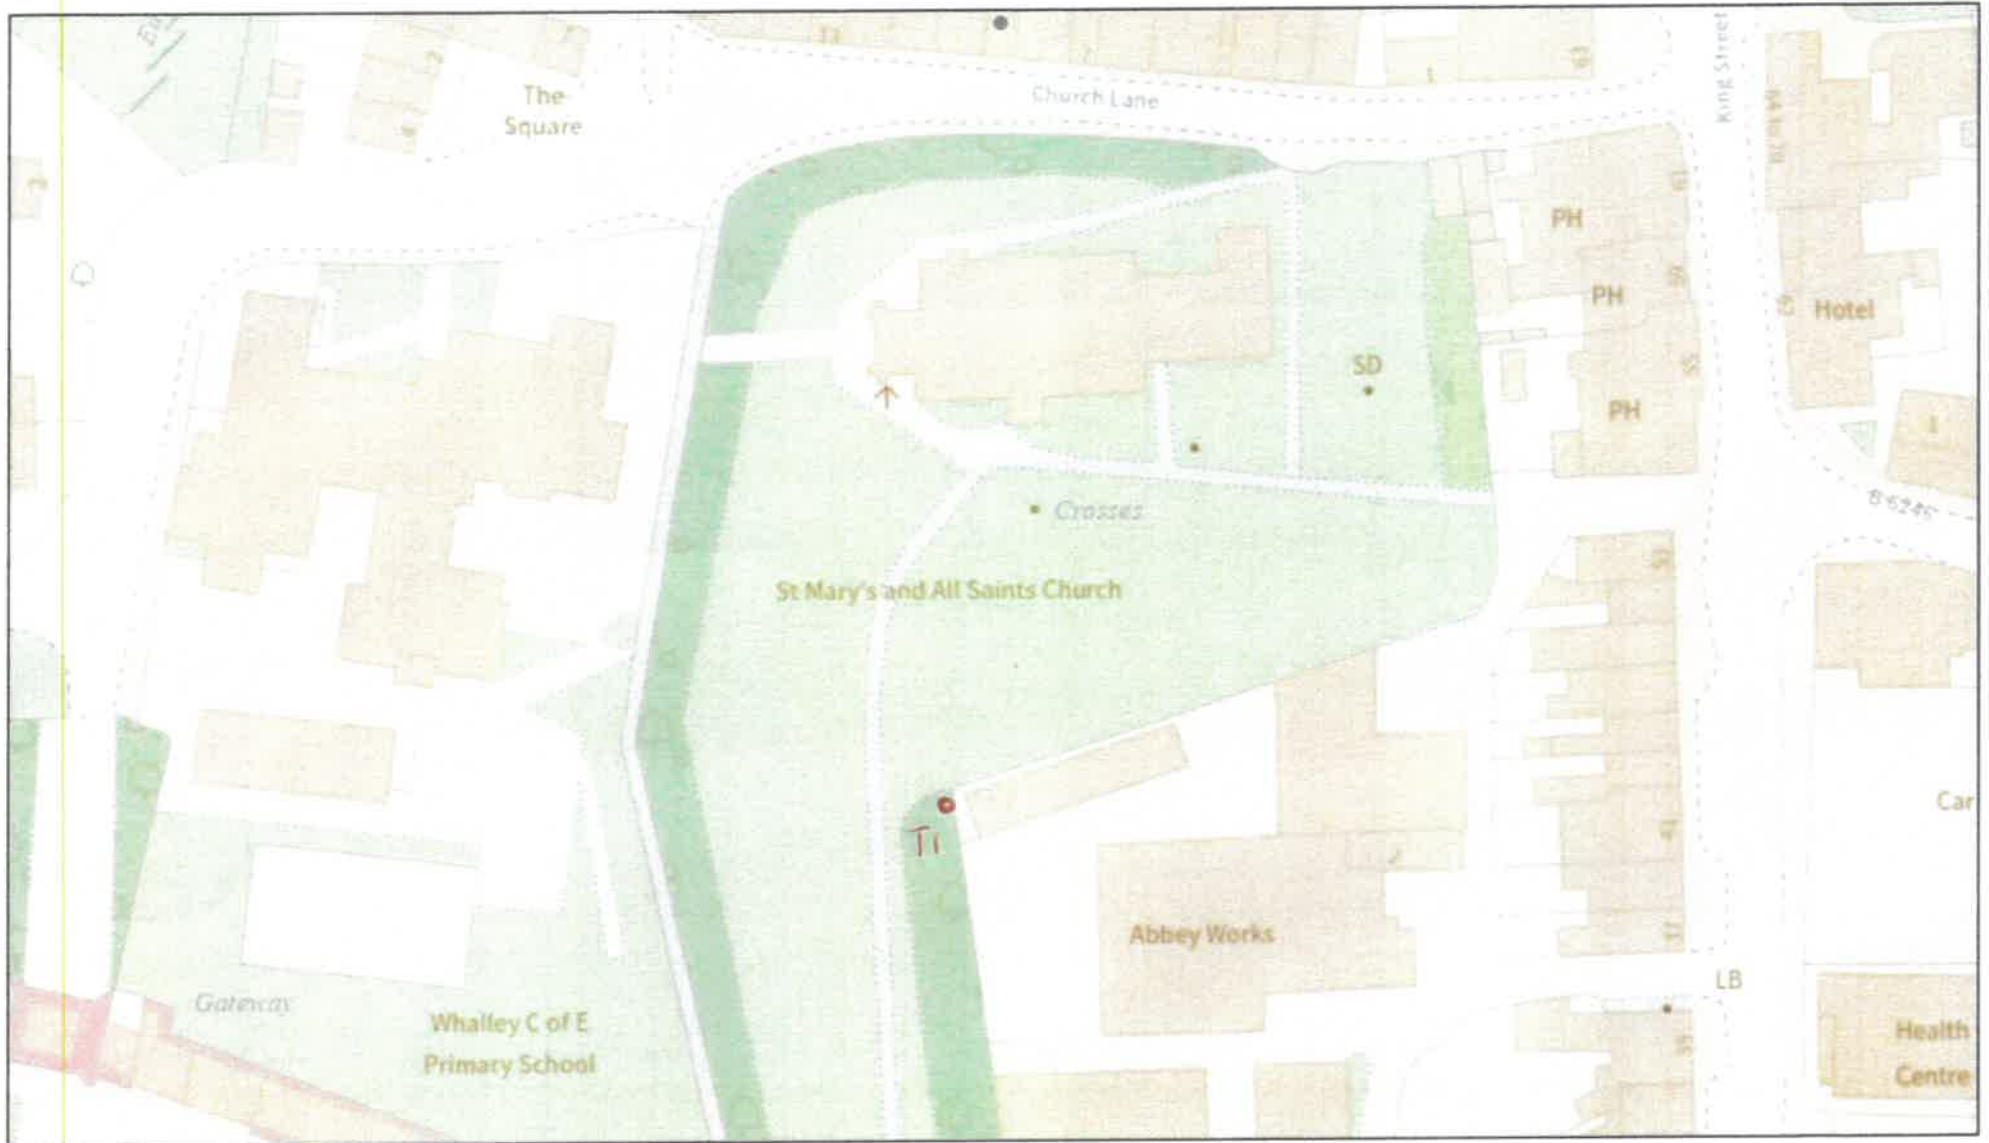 The
Square
Church Lane
King Street
PH
PH
PH
Hotel
SD
Crosses
B 6246
St Mary's and All Saints Church
Car
T1
Abbey Works
LB
Gateway
Whalley C of E
Primary School
Health
Centre